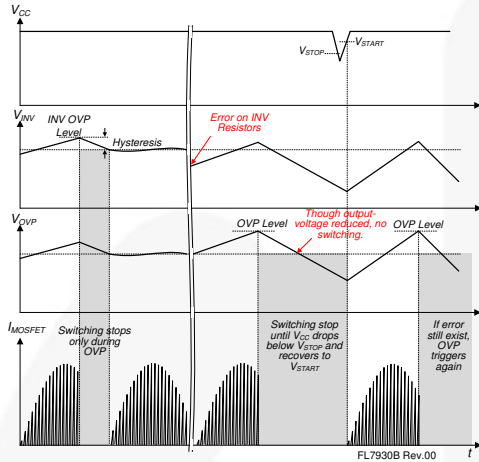 VCC
VSTOP
VSTART
VINV
INV OVP
Level
Hysteresis
Error on INV
Resistors
VOVP
OVP Level
Though output-
voltage reduced, no
switching.
OVP Level
IMOSFET
Switching stops
only during
OVP
Switching stop
until VCC drops
below VSTOP and
recovers to
VSTART
If error
still exist,
OVP
triggers
again
FL7930B Rev.00
t